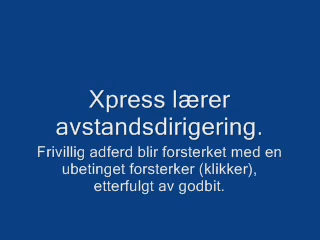 Xpress lærer
avstandsdirigering.
Frivillig adferd blir forsterket med en
ubetinget forsterker (klikker),
etterfulgt av godbit.